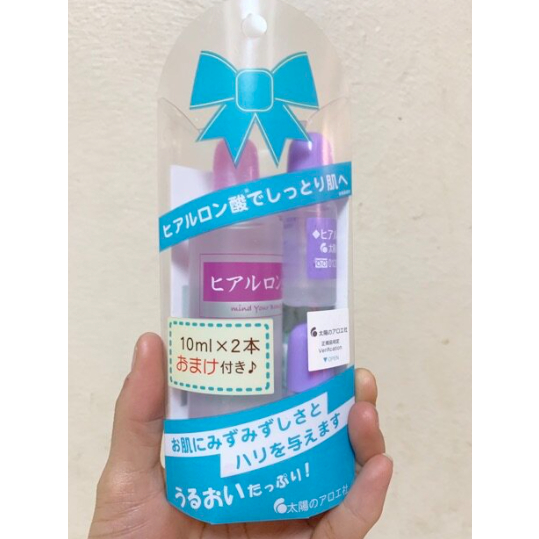 ヒアルロン酸でしっとり肌へ
ヒアルロン
mind your
10ml×2本
おまけ付き♪
◆ヒア
太陽のアロエ社
お肌にみずみずしさと
ハリを与えます
うるおいたっぷり!
太陽のアロエ社